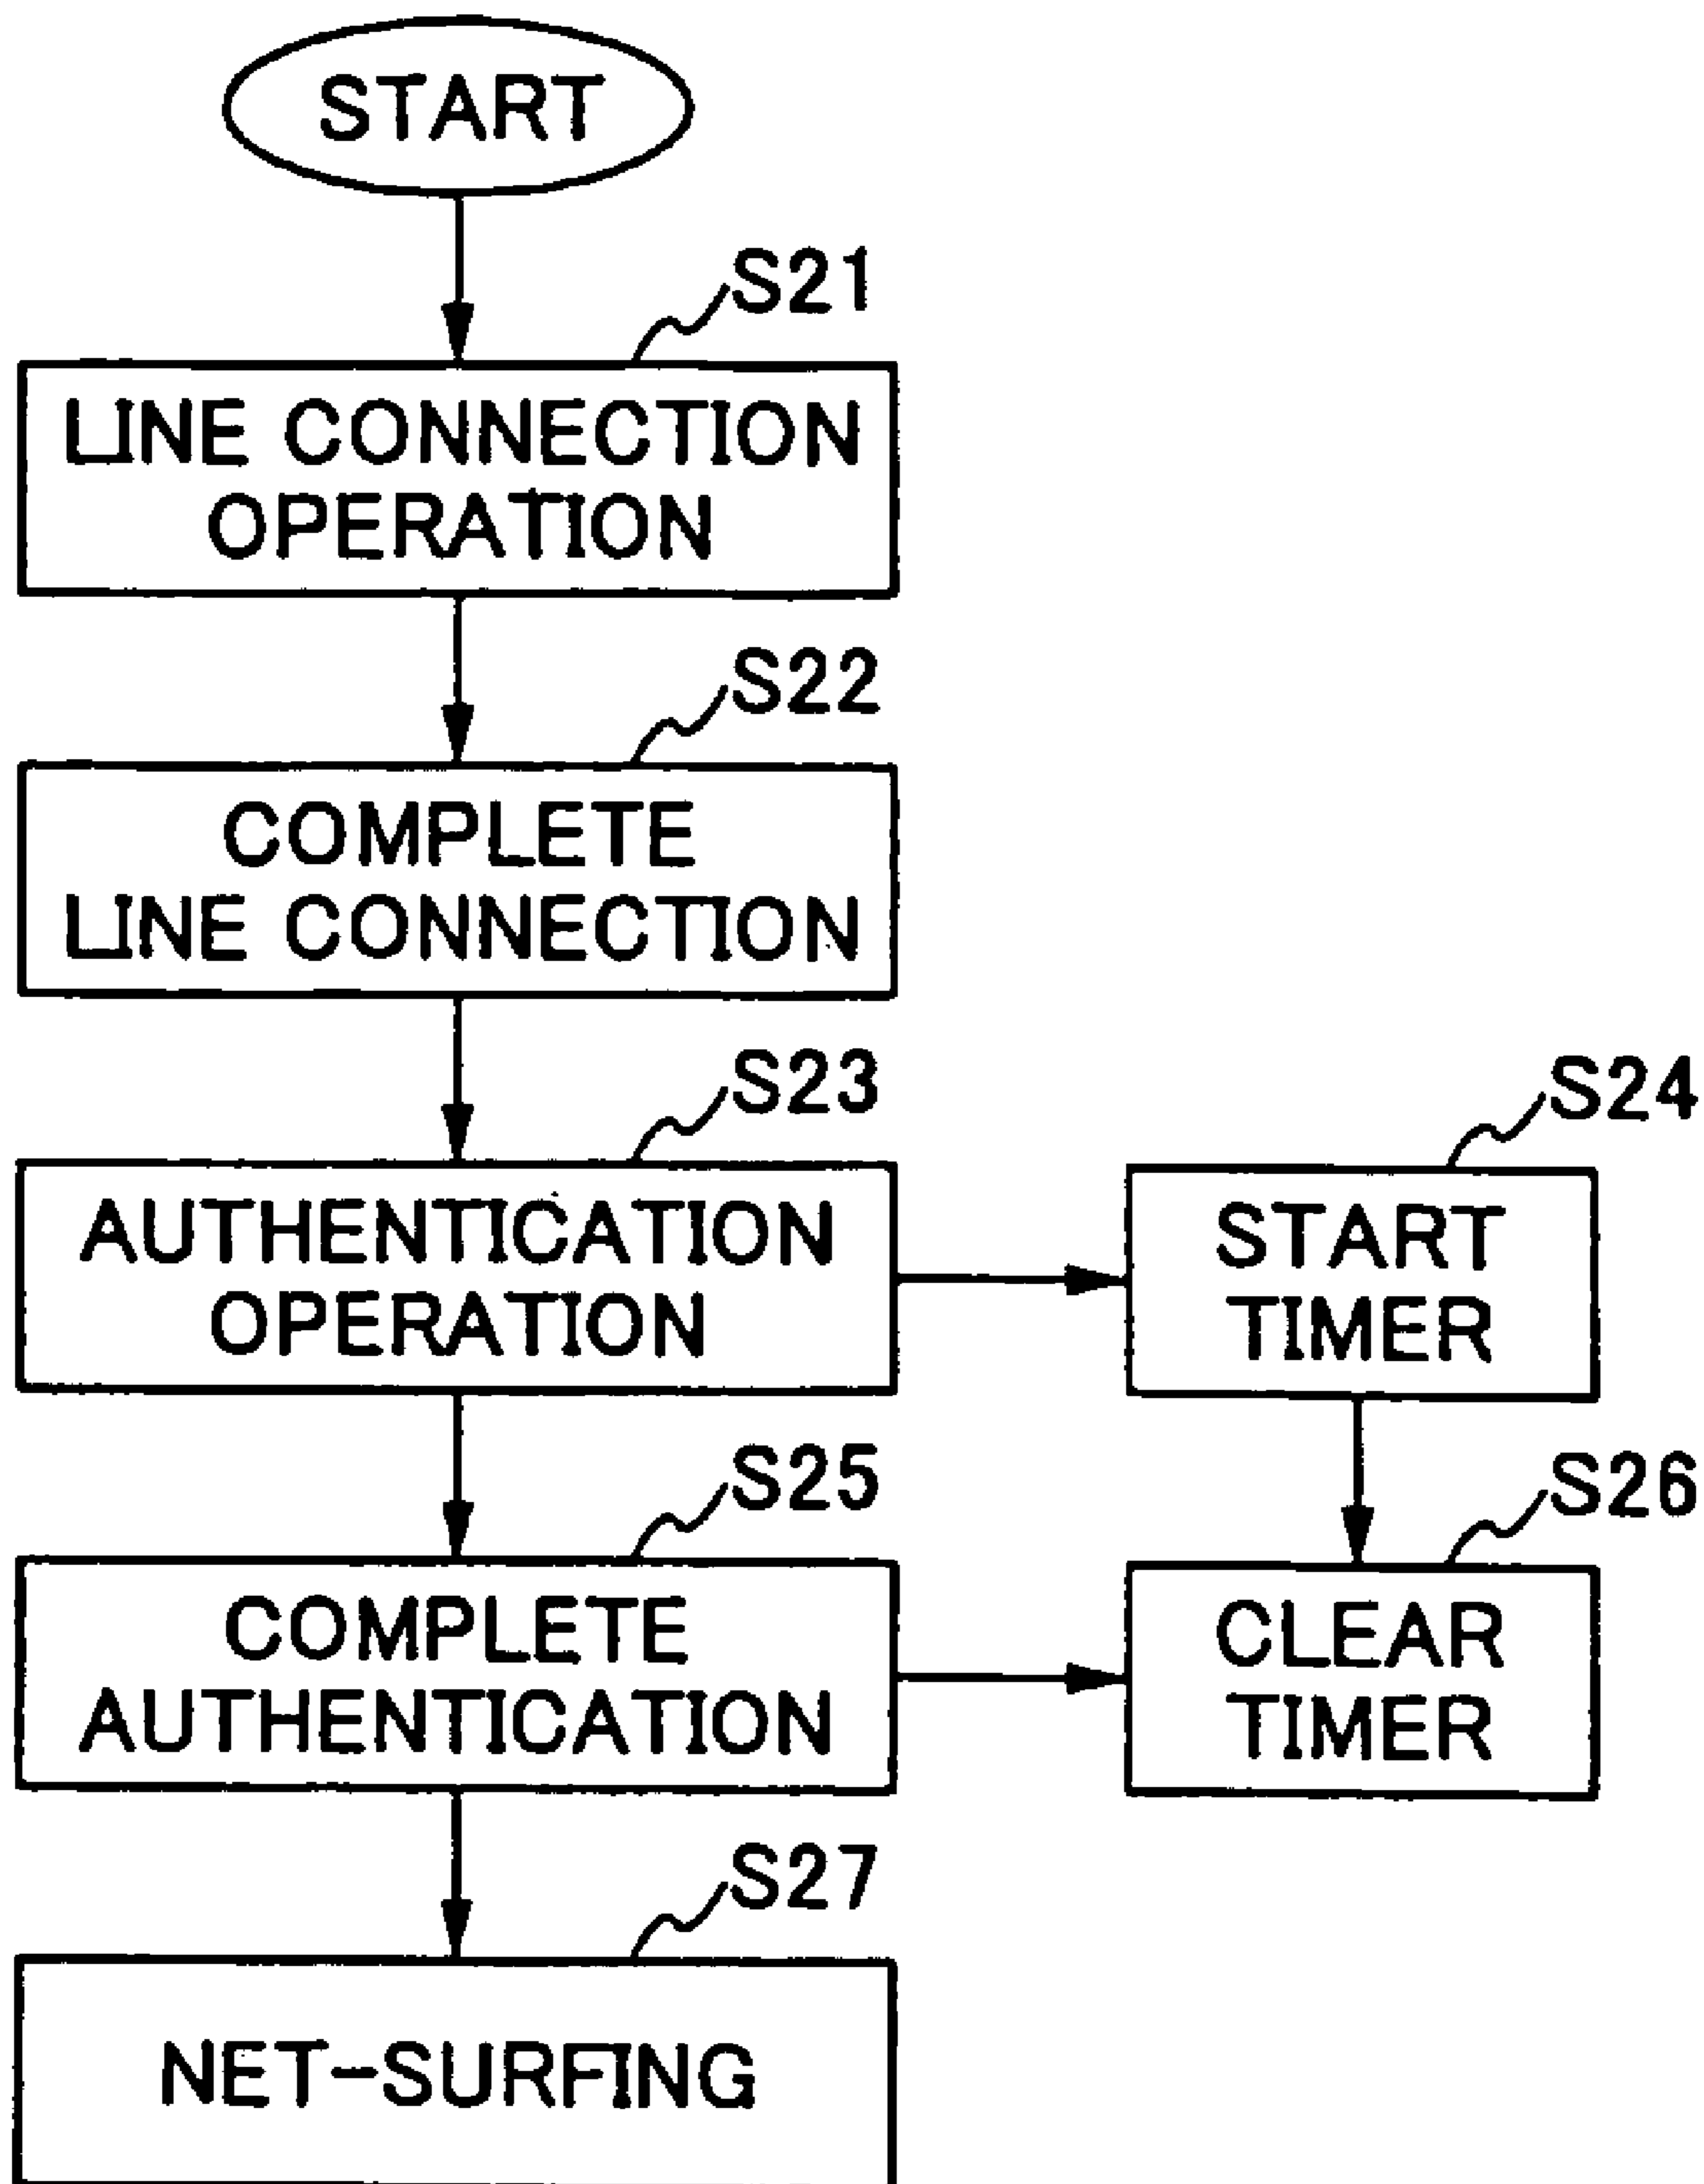 START
S21
LINE CONNECTION
OPERATION
S22
COMPLETE
LINE CONNECTION
S23
AUTHENTICATION
OPERATION
S24
START
TIMER
S25
COMPLETE
AUTHENTICATION
S26
CLEAR
TIMER
S27
NET-SURFING